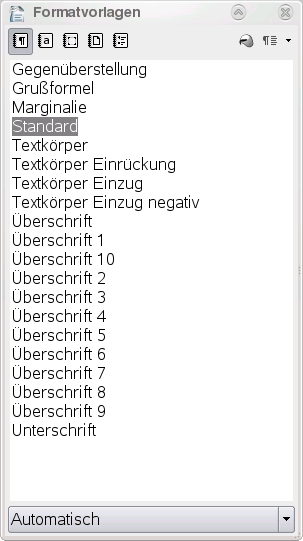 Formatvorlagen
Gegenüberstellung
Grußformel
Marginalie
Standard
Textkörper
Textkörper Einrückung
Textkörper Einzug
Textkörper Einzug negativ
Überschrift
Überschrift 1
Überschrift 10
Überschrift 2
Überschrift 3
Überschrift 4
Überschrift 5
Überschrift 6
Überschrift 7
Überschrift 8
Überschrift 9
Unterschrift
Automatisch